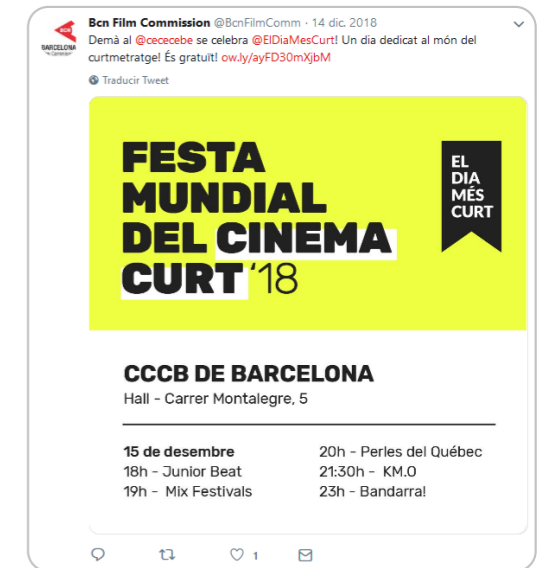 Bcn Film Commission @BcnFilmComm · 14 dic. 2018
Demà al @cececebe se celebra @ElDiaMesCurt! Un dia dedicat al món del
curtmetratge! És gratuït! ow.ly/ayFD30mXjbM
Traducir Tweet
BCN
BARCELONA
FESTA
MUNDIAL
DEL CINEMA
CURT '18
EL
DIA
MÉS
CURT
CCCB DE BARCELONA
Hall - Carrer Montalegre, 5
15 de desembre
18h - Junior Beat
19h - Mix Festivals
20h - Perles del Québec
21:30h - KM.0
23h - Bandarra!
1